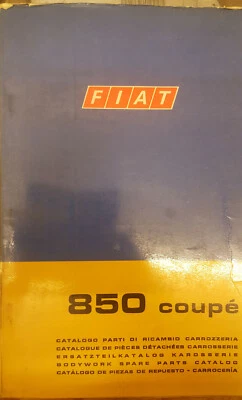 FIAT
850 coupé
CATALOGO PARTI DI RICAMBIO CARROZZERIA
CATALOGUE DE PIÈCES DÉTACHÉES CARROSSERIE
ERSATZTEILKATALOG KAROSSERIE
BODYWORK SPARE PARTS CATALOG
CATÁLOGO DE PIEZAS DE REPUESTO - CARROCERÍA